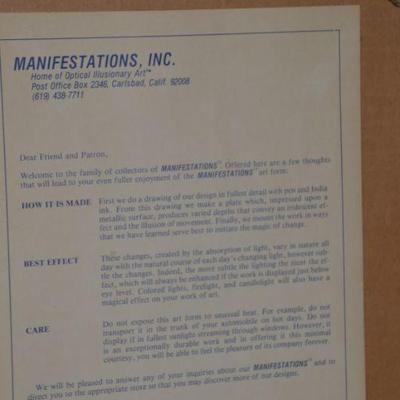 MANIFESTATIONS, INC.
Home of Optical Illusionary Art™
Post Office Box 2346, Carlsbad, Calif. 92008
(619) 438-7711
Dear Friend and Patron,
Welcome to the family of collectors of MANIFESTATIONS™. Offered here are a few thoughts
that will lead to your even fuller enjoyment of the MANIFESTATIONS™ art form:
HOW IT IS MADE First we do a drawing of our design in fullest detail with pen and India
ink. From this drawing we make a plate which, impressed upon a
metallic surface, produces varied depths that convey an iridescent ef-
fect and the illusion of movement. Finally, we mount the work in ways
that we have learned serve best to initiate the magic of change.
BEST EFFECT These changes, created by the absorption of light, vary in nature all
day with the natural course of each day's changing light, however sub-
tle the changes. Indeed, the more subtle the lighting the nicer the ef-
fect, which will always be enhanced if the work is displayed just below
eye level. Colored lights, firelight, and candlelight will also have a
magical effect on your work of art.
CARE Do not expose this art form to unusual heat. For example, do not
transport it in the trunk of your automobile on hot days. Do not
display it in fullest sunlight streaming through windows. However, it
is an exceptionally durable work and in offering it this minimal
courtesy, you will be able to feel the pleasure of its company forever.
We will be pleased to answer any of your inquiries about our MANIFESTATIONS™ and to
direct you to the appropriate store so that you may discover more of our designs.